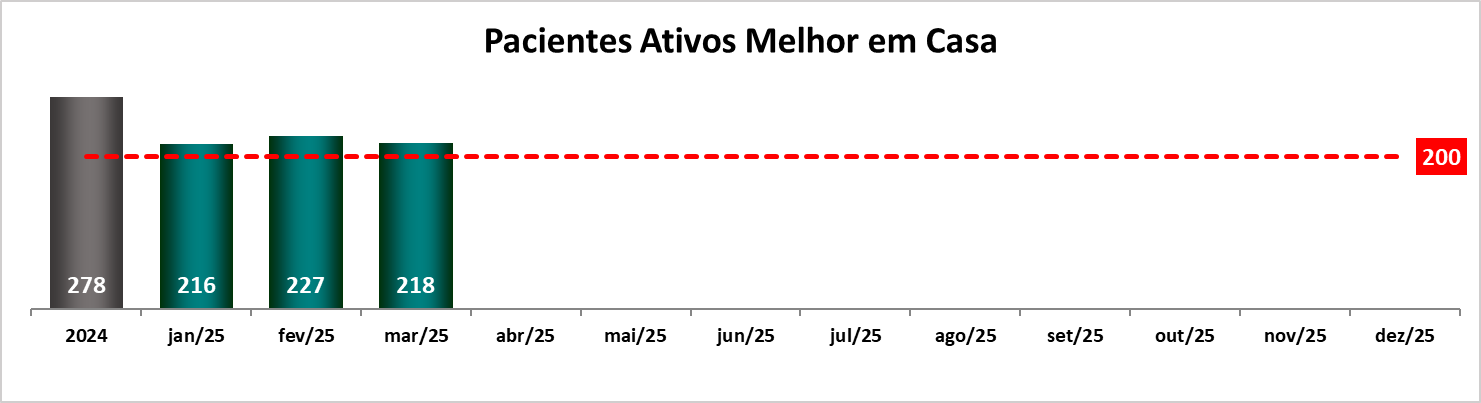 Pacientes Ativos Melhor em Casa
200
278 216 227 218
2024 jan/25 fev/25 mar/25 abr/25 mai/25 jun/25 jul/25 ago/25 set/25 out/25 nov/25 dez/25